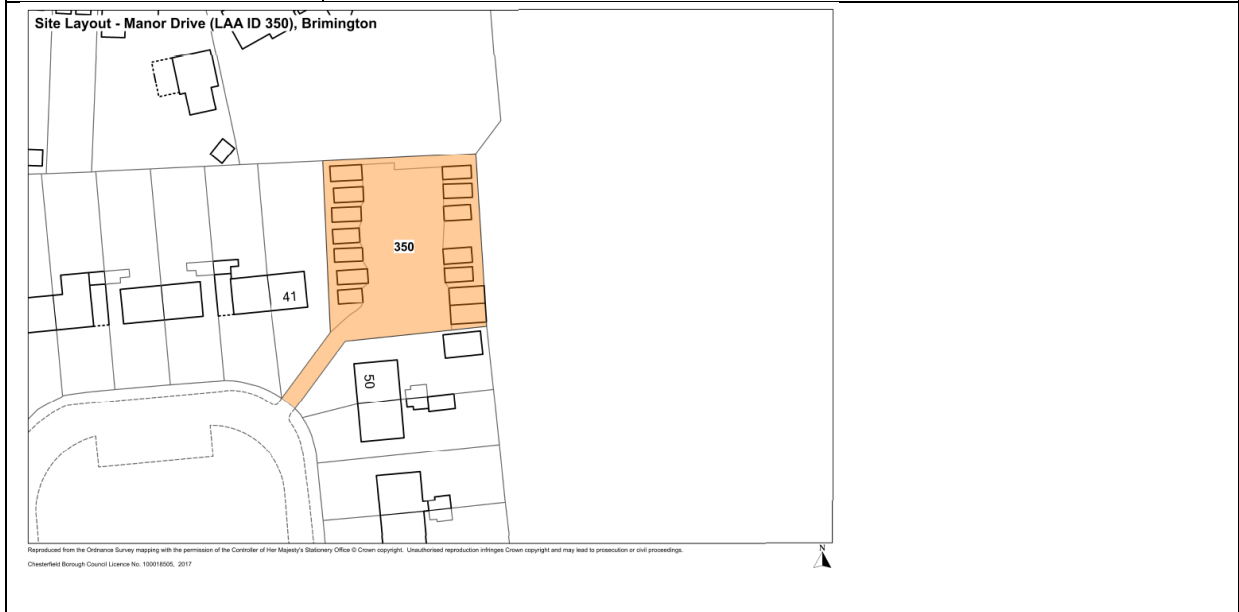 Site Layout - Manor Drive (LAA ID 350), Brimington
350
41
50
Reproduced from the Ordnance Survey mapping with the permission of the Controller of Her Majesty's Stationery Office © Crown copyright. Unauthorised reproduction infringes Crown copyright and may lead to prosecution or civil proceedings.
N
Chesterfield Borough Council Licence No. 100018505, 2017